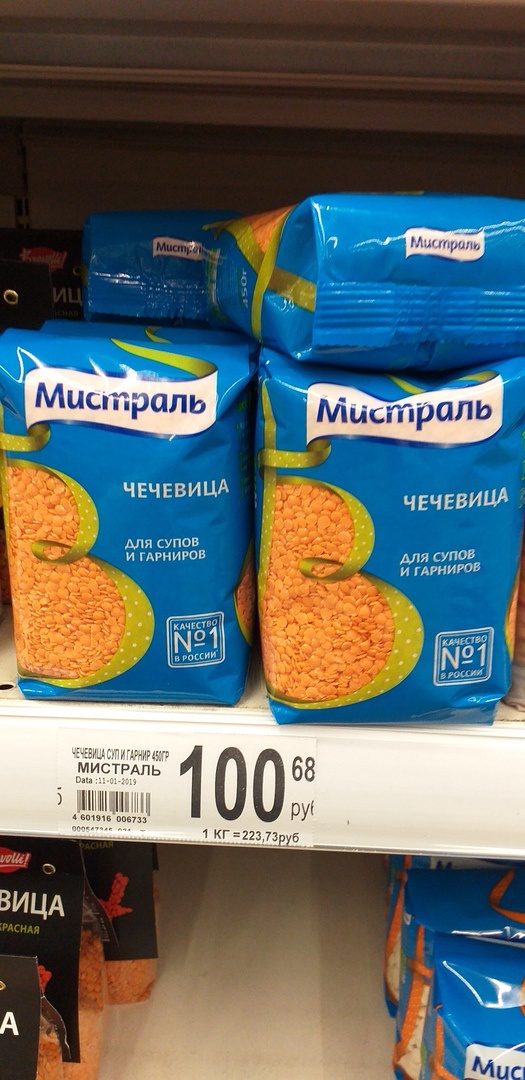 Мистраль
Мистраль
450г
Мистраль
ЧЕЧЕВИЦА
ДЛЯ СУПОВ
И ГАРНИРОВ
КАЧЕСТВО
№1
В РОССИИ
Мистраль
ЧЕЧЕВИЦА
ДЛЯ СУПОВ
И ГАРНИРОВ
КАЧЕСТВО
№1
В РОССИИ
ЧЕЧЕВИЦА СУП И ГАРНИР 450ГР
МИСТРАЛЬ
Data :11-01-2019
4 601916 006733
100 68
руб
1 КГ = 223,73руб
ВИЦА
КРАСНАЯ
РАСНАЯ
А
Мис